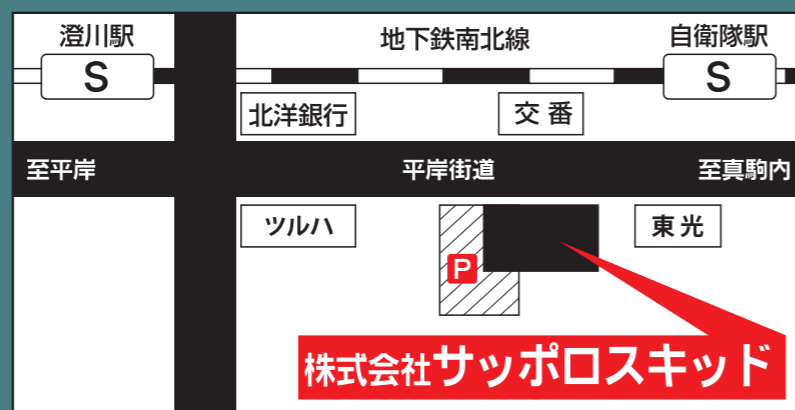 澄川駅
地下鉄南北線
自衛隊駅
S
S
北洋銀行
交番
至平岸
平岸街道
至真駒内
ツルハ
東光
P
株式会社サッポロスキッド